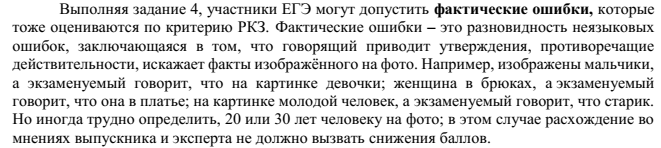 Выполняя задание 4, участники ЕГЭ могут допустить фактические ошибки, которые
тоже оцениваются по критерию РКЗ. Фактические ошибки – это разновидность неязыковых
ошибок, заключающаяся в том, что говорящий приводит утверждения, противоречащие
действительности, искажает факты изображённого на фото. Например, изображены мальчики,
а экзаменуемый говорит, что на картинке девочки; женщина в брюках, а экзаменуемый
говорит, что она в платье; на картинке молодой человек, а экзаменуемый говорит, что старик.
Но иногда трудно определить, 20 или 30 лет человеку на фото; в этом случае расхождение во
мнениях выпускника и эксперта не должно вызвать снижения баллов.